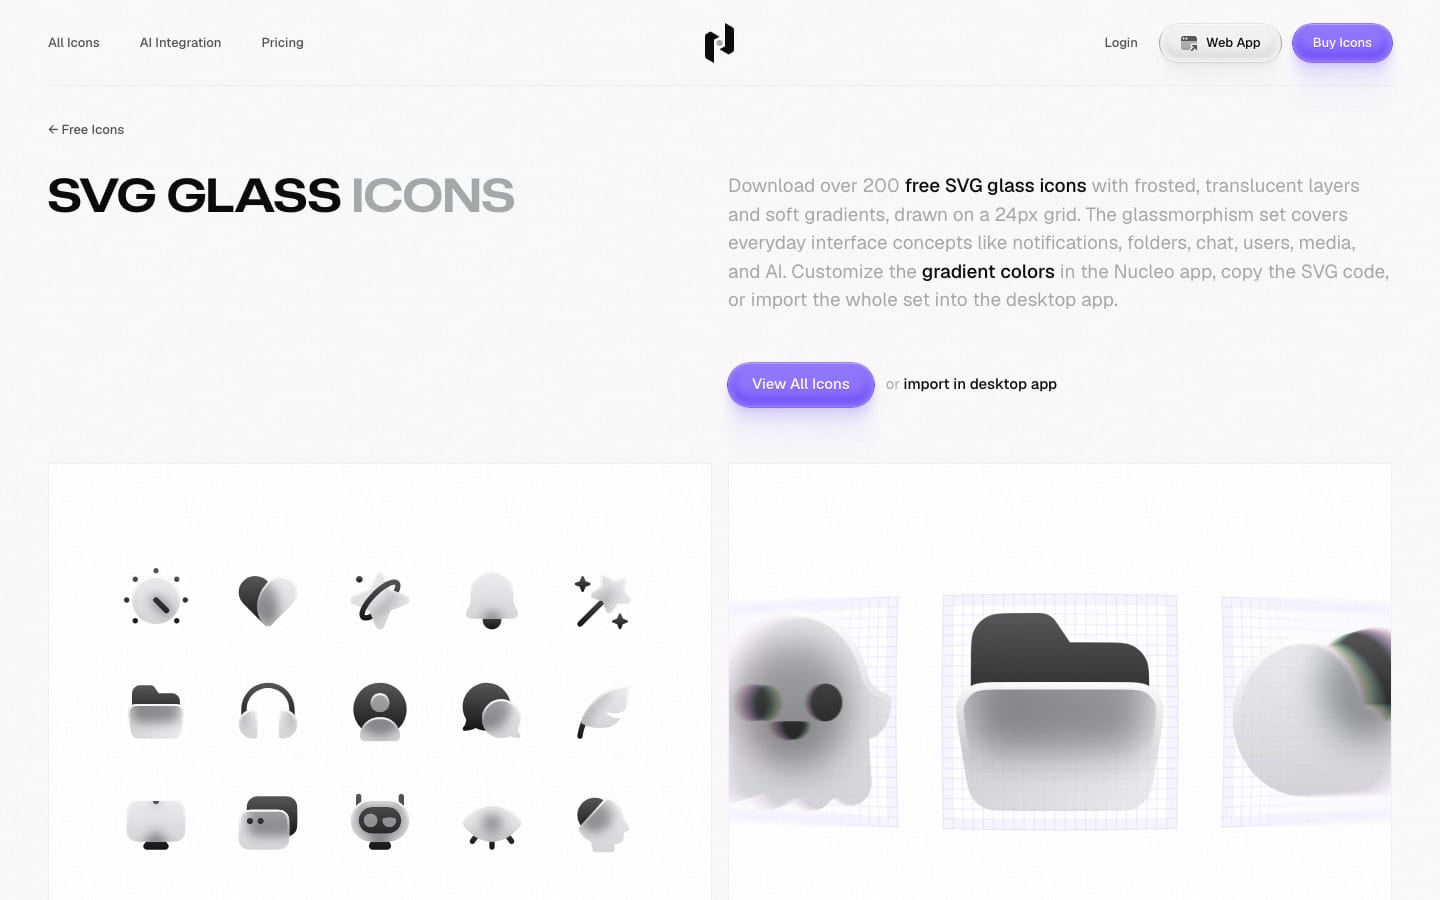 All Icons
AI Integration
Pricing
Login
Web App
Buy Icons
← Free Icons
SVG GLASS ICONS
Download over 200 free SVG glass icons with frosted, translucent layers
and soft gradients, drawn on a 24px grid. The glassmorphism set covers
everyday interface concepts like notifications, folders, chat, users, media,
and AI. Customize the gradient colors in the Nucleo app, copy the SVG code,
or import the whole set into the desktop app.
View All Icons
or import in desktop app